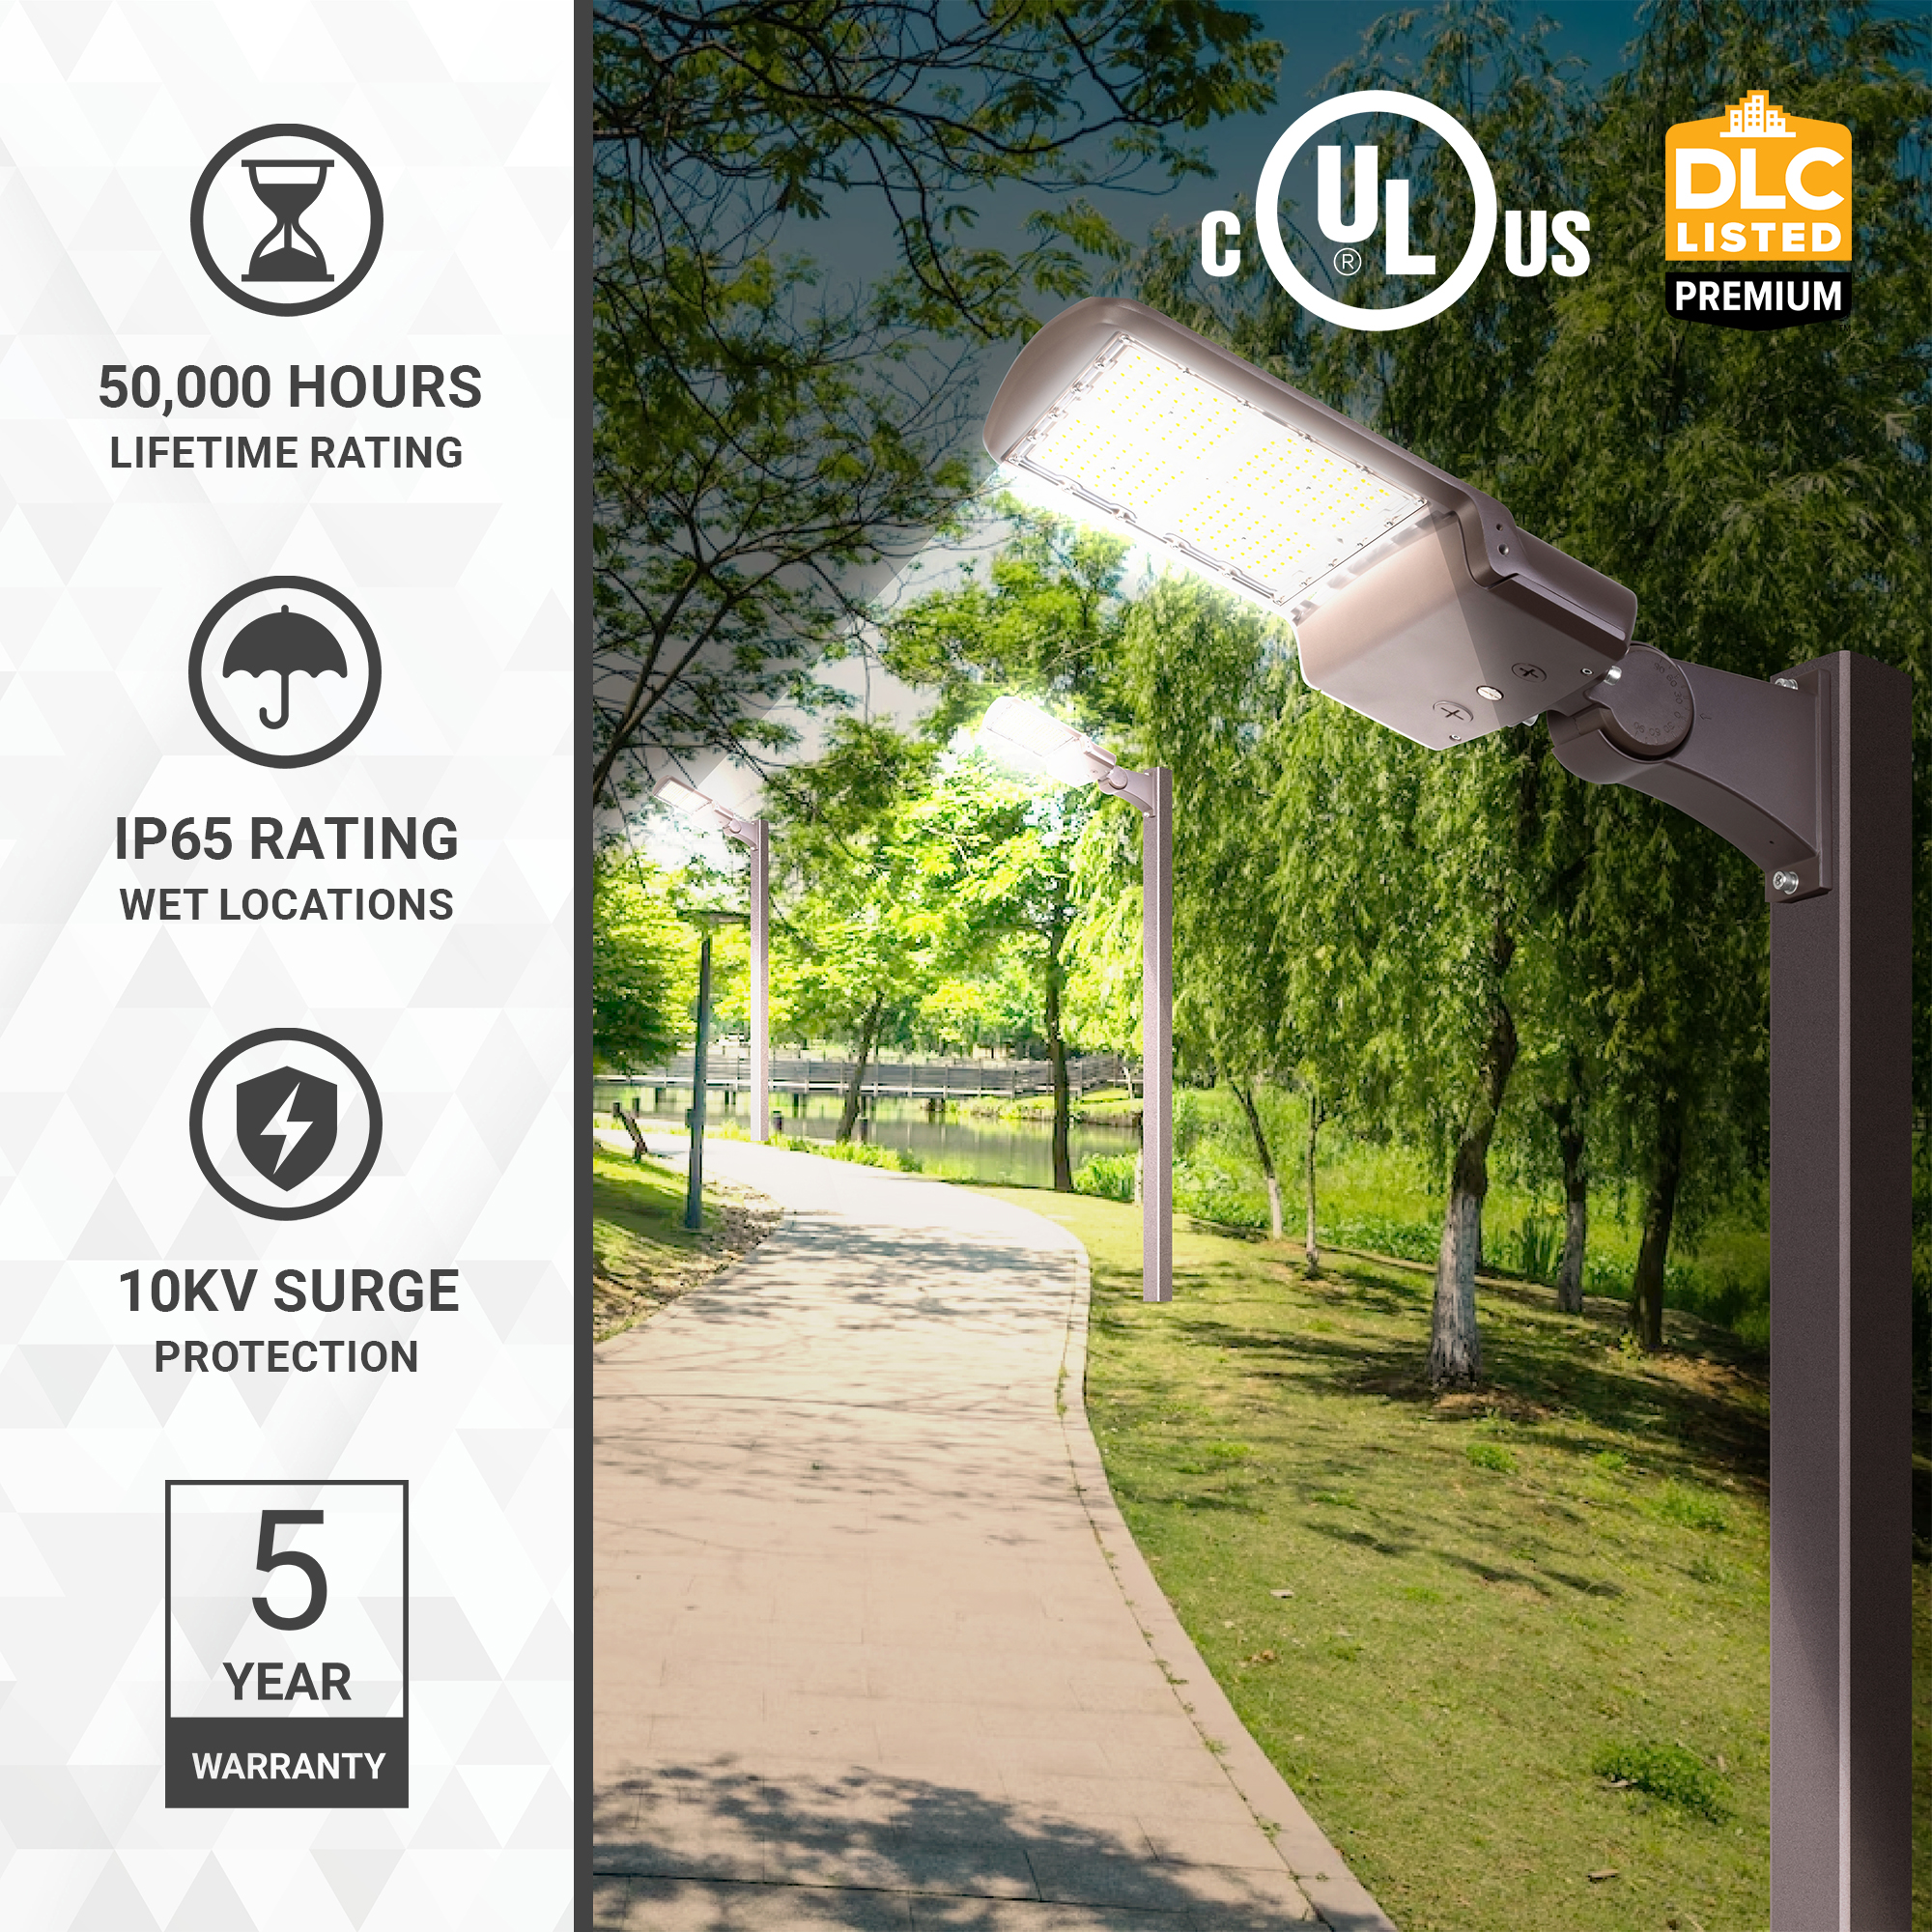 50,000 HOURS
LIFETIME RATING
IP65 RATING
WET LOCATIONS
10KV SURGE
PROTECTION
5
YEAR
WARRANTY
C UL® US
DLC
LISTED
PREMIUM